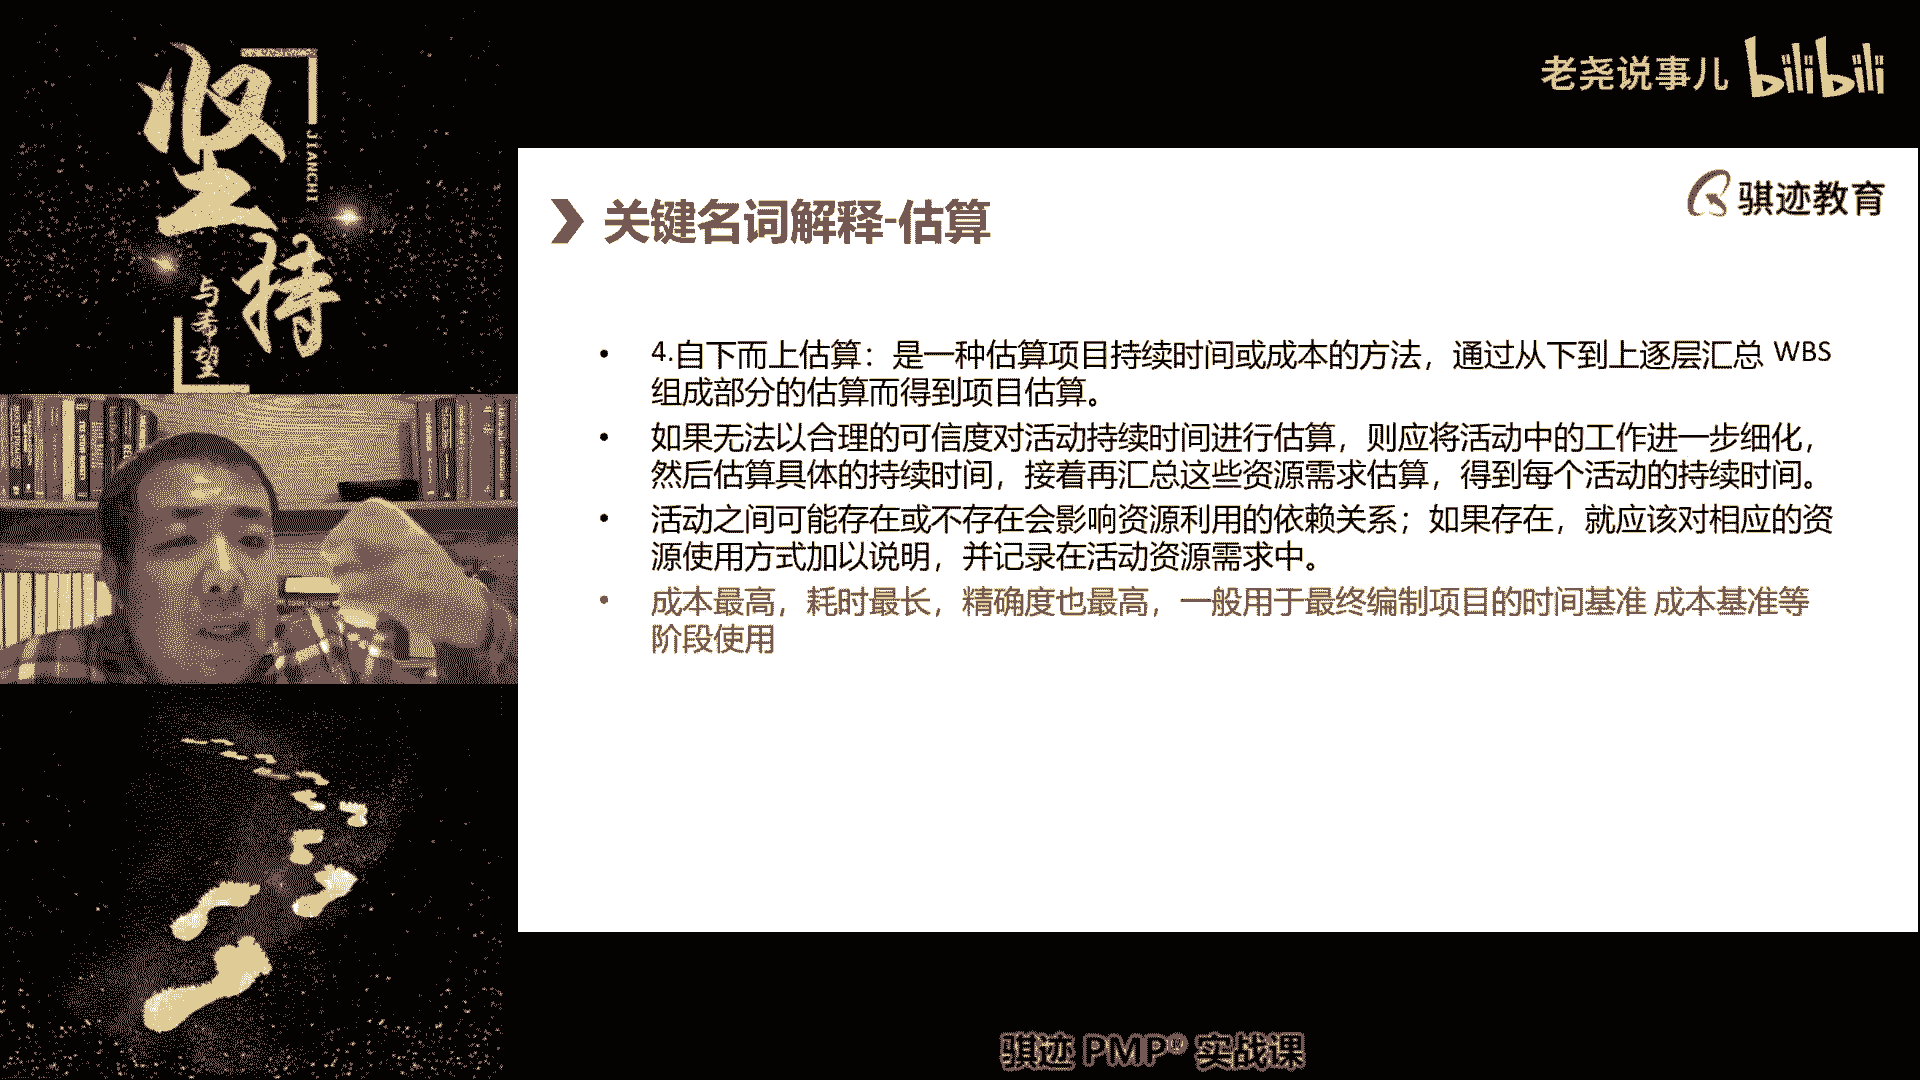 坚持
JIANCHI
与希望
老尧说事儿 bilibili
骐迹教育
关键名词解释-估算
• 4.自下而上估算：是一种估算项目持续时间或成本的方法，通过从下到上逐层汇总 WBS
组成部分的估算而得到项目估算。
• 如果无法以合理的可信度对活动持续时间进行估算，则应将活动中的工作进一步细化，
然后估算具体的持续时间，接着再汇总这些资源需求估算，得到每个活动的持续时间。
• 活动之间可能存在或不存在会影响资源利用的依赖关系；如果存在，就应该对相应的资
源使用方式加以说明，并记录在活动资源需求中。
• 成本最高，耗时最长，精确度也最高，一般用于最终编制项目的时间基准 成本基准等
阶段使用
骐迹 PMP® 实战课